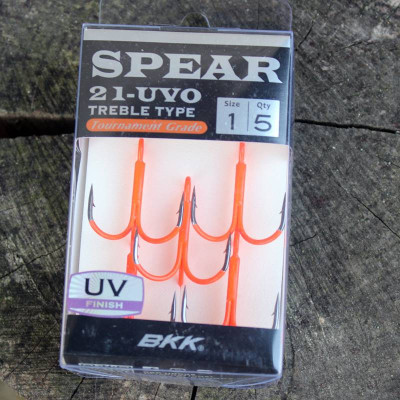 SPEAR
21-UVO
TREBLE TYPE
Tournament Grade
Size Qty
1 5
UV
FINISH
BKK